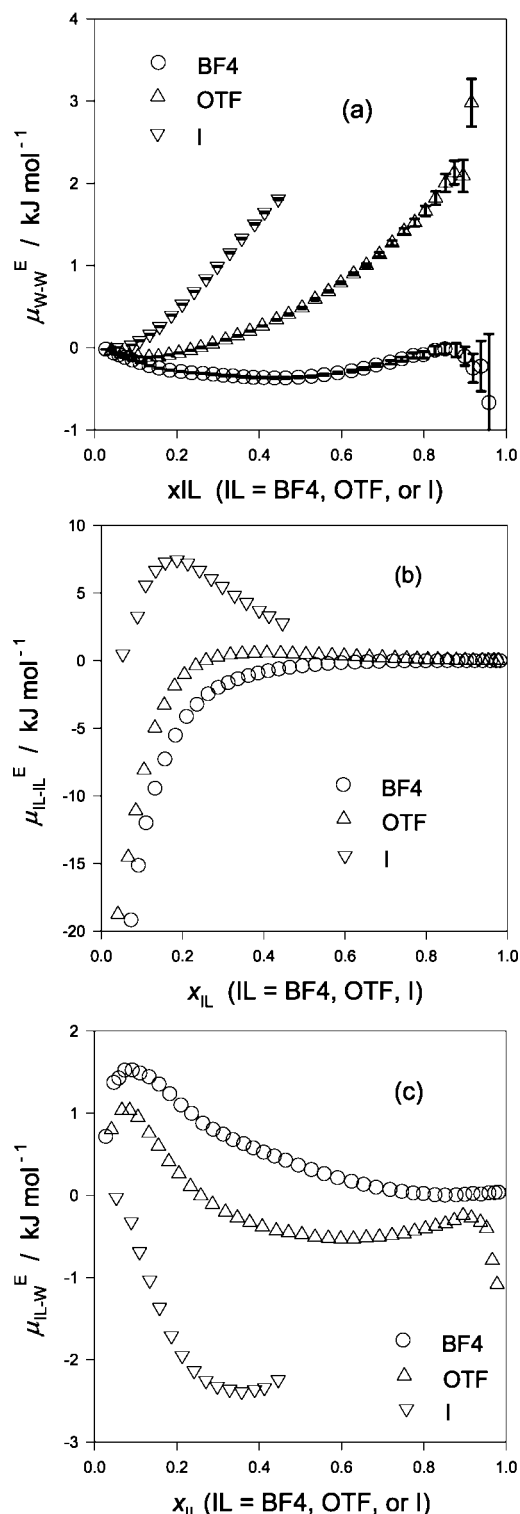 4
BF4
OTF
I
(a)
3
2
1
0
-1
μW-W^E / kJ mol⁻¹
0.0 0.2 0.4 0.6 0.8 1.0
xIL (IL = BF4, OTF, or I)
10
(b)
5
0
-5
-10
-15
-20
μIL-IL^E / kJ mol⁻¹
BF4
OTF
I
0.0 0.2 0.4 0.6 0.8 1.0
xIL (IL = BF4, OTF, I)
2
(c)
1
0
-1
-2
-3
μIL-W^E / kJ mol⁻¹
BF4
OTF
I
0.0 0.2 0.4 0.6 0.8 1.0
xIL (IL = BF4, OTF, or I)